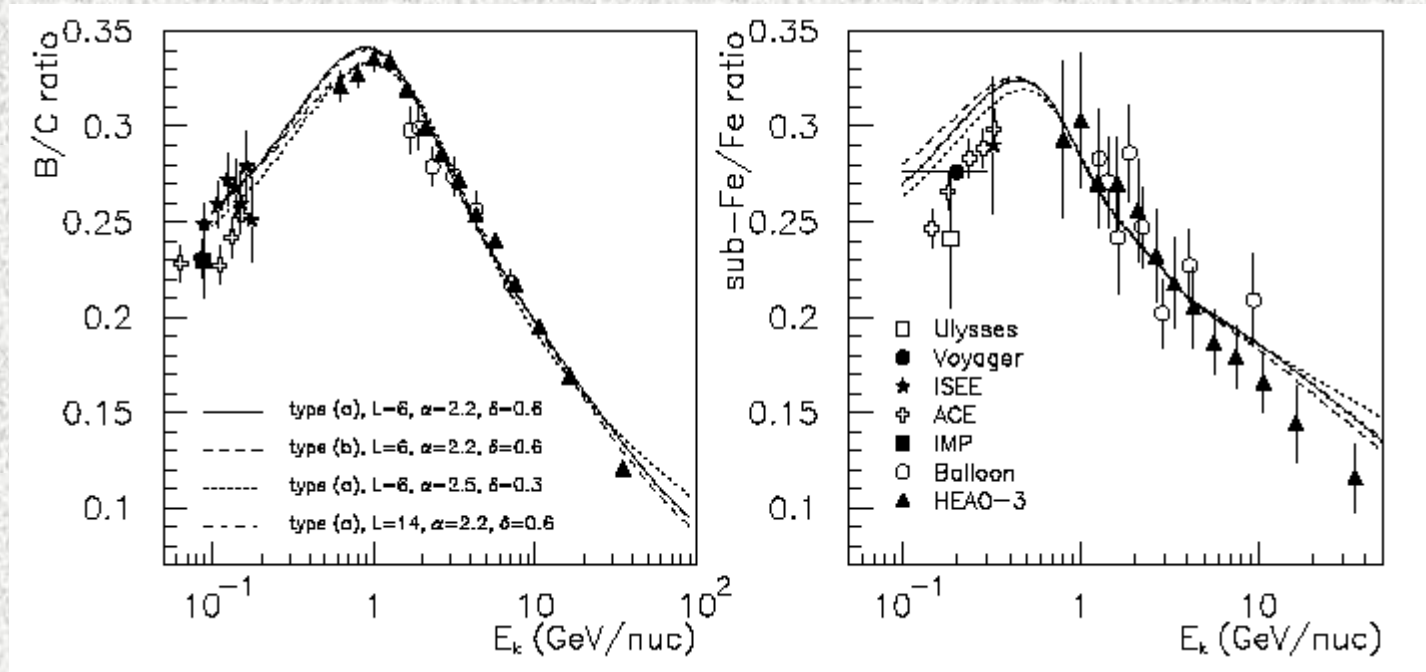 B/C ratio
0.35
0.3
0.25
0.2
0.15
0.1
type (a), L=6, α=2.2, δ=0.6
type (b), L=6, α=2.2, δ=0.6
type (a), L=6, α=2.5, δ=0.3
type (a), L=14, α=2.2, δ=0.6
10⁻¹ 1 10 10²
Eₖ (GeV/nuc)
sub-Fe/Fe ratio
0.35
0.3
0.25
0.2
0.15
0.1
Ulysses
Voyager
ISEE
ACE
IMP
Balloon
HEAO-3
10⁻¹ 1 10
Eₖ (GeV/nuc)